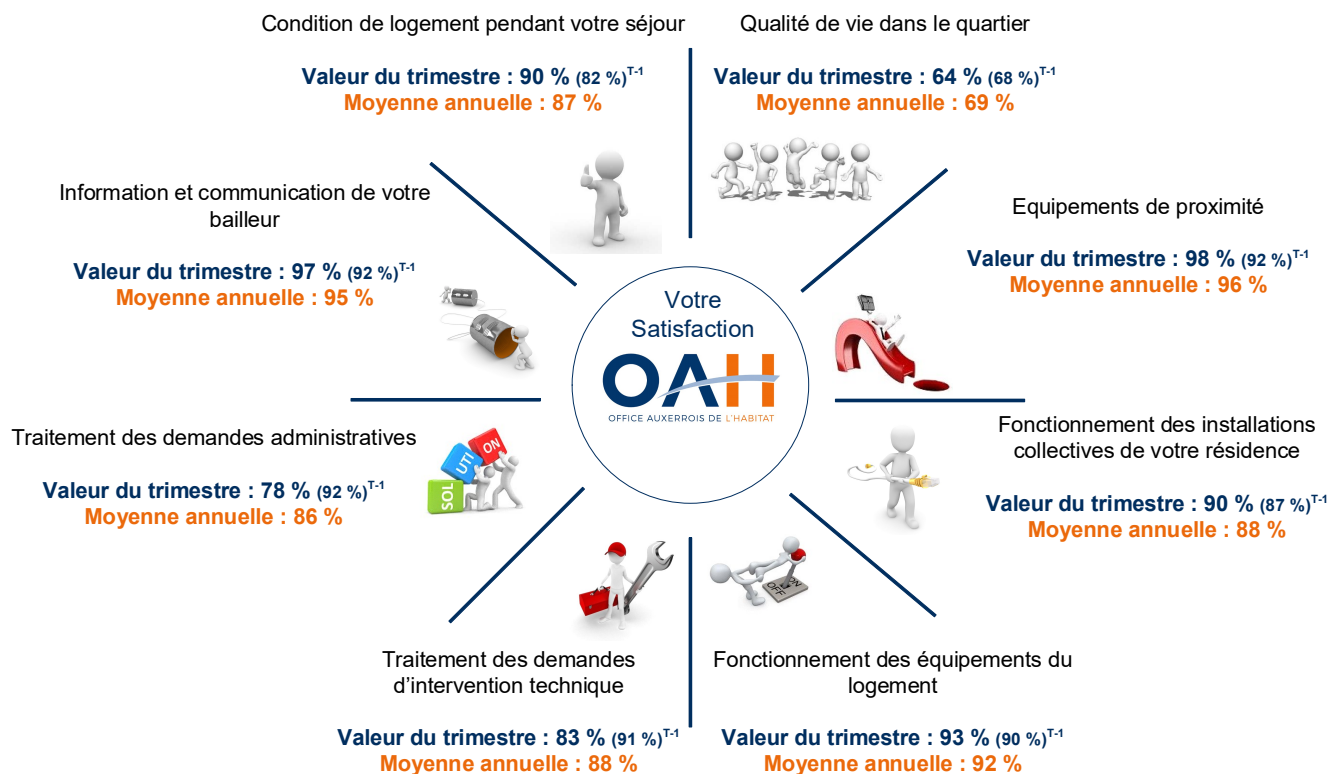 Condition de logement pendant votre séjour
Valeur du trimestre : 90 % (82 %)T-1
Moyenne annuelle : 87 %
Qualité de vie dans le quartier
Valeur du trimestre : 64 % (68 %)T-1
Moyenne annuelle : 69 %
Information et communication de votre
bailleur
Valeur du trimestre : 97 % (92 %)T-1
Moyenne annuelle : 95 %
Equipements de proximité
Valeur du trimestre : 98 % (92 %)T-1
Moyenne annuelle : 96 %
Votre
Satisfaction
OAH
OFFICE AUXERROIS DE L'HABITAT
Traitement des demandes administratives
Valeur du trimestre : 78 % (92 %)T-1
Moyenne annuelle : 86 %
SOL
UTI
ON
Fonctionnement des installations
collectives de votre résidence
Valeur du trimestre : 90 % (87 %)T-1
Moyenne annuelle : 88 %
Traitement des demandes
d’intervention technique
Valeur du trimestre : 83 % (91 %)T-1
Moyenne annuelle : 88 %
ON
OFF
Fonctionnement des équipements du
logement
Valeur du trimestre : 93 % (90 %)T-1
Moyenne annuelle : 92 %